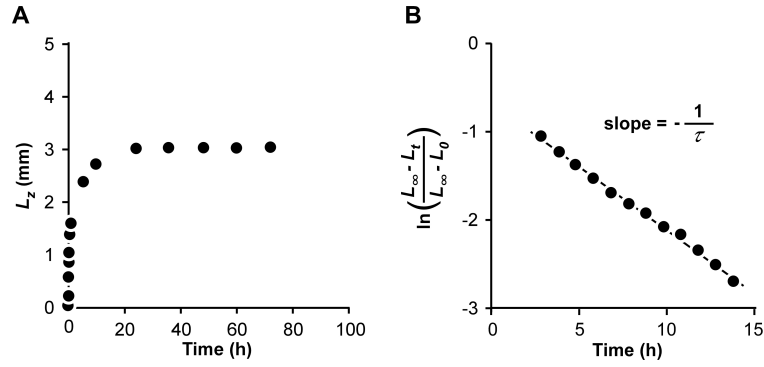 A
5
4
3
2
1
0
L_z (mm)
0 20 40 60 80 100
Time (h)
B
0
-1
-2
-3
ln(L∞ - Lt / L∞ - L0)
slope = - 1/τ
0 5 10 15
Time (h)